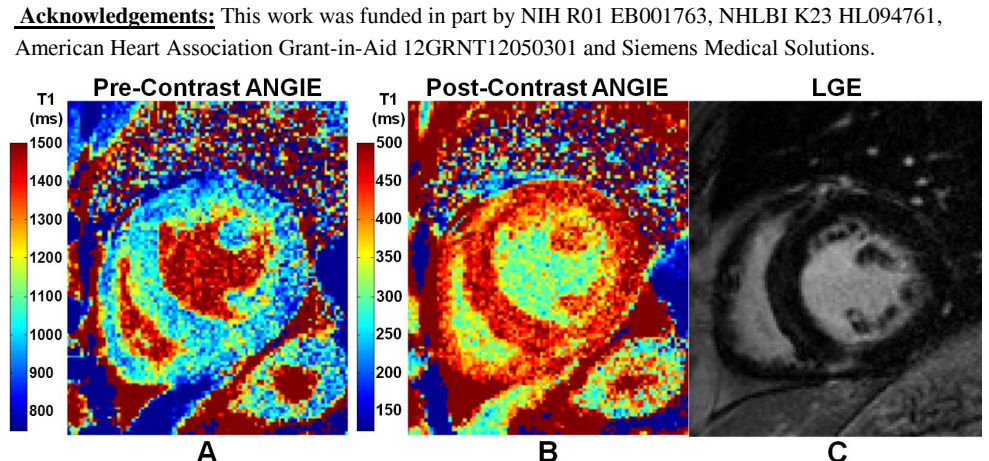 Acknowledgements: This work was funded in part by NIH R01 EB001763, NHLBI K23 HL094761,
American Heart Association Grant-in-Aid 12GRNT12050301 and Siemens Medical Solutions.
Pre-Contrast ANGIE
Post-Contrast ANGIE
LGE
T1
(ms)
1500
1400
1300
1200
1100
1000
900
800
T1
(ms)
500
450
400
350
300
250
200
150
A
B
C